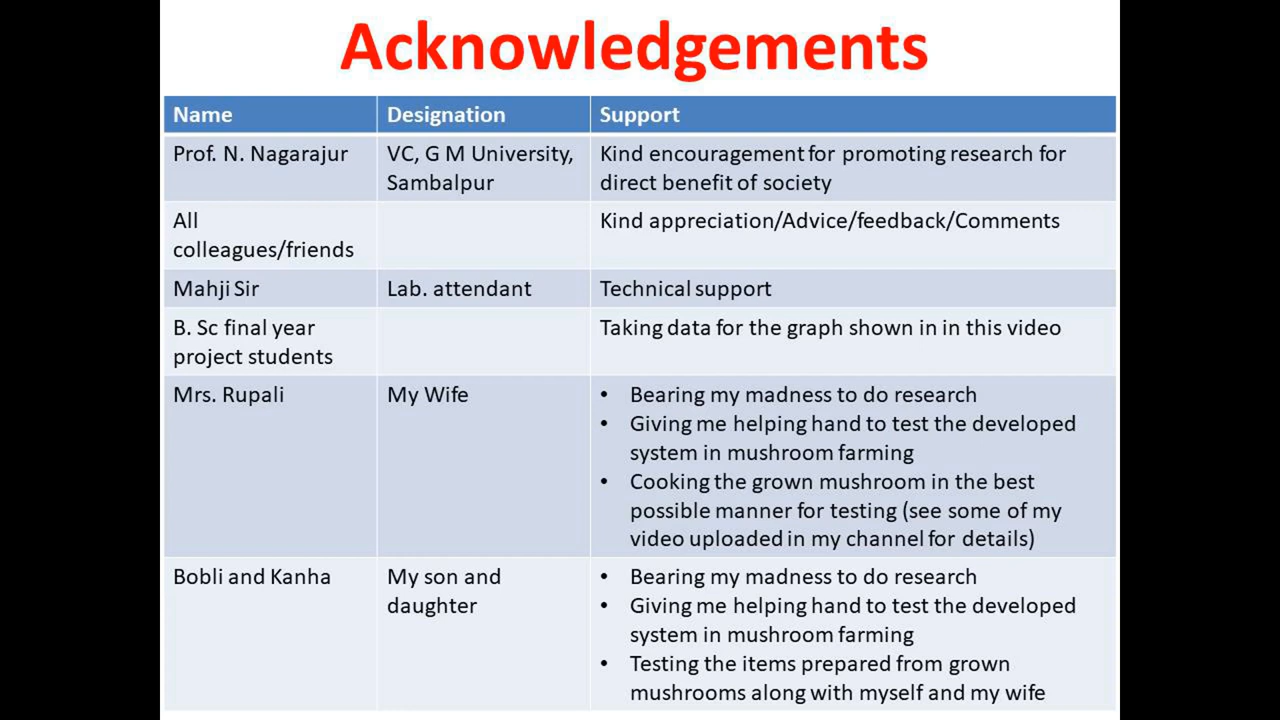 Acknowledgements
Name Designation Support
Prof. N. Nagarajur VC, G M University, Kind encouragement for promoting research for
Sambalpur direct benefit of society
All Kind appreciation/Advice/feedback/Comments
colleagues/friends
Mahji Sir Lab. attendant Technical support
B. Sc final year Taking data for the graph shown in in this video
project students
Mrs. Rupali My Wife • Bearing my madness to do research
• Giving me helping hand to test the developed
system in mushroom farming
• Cooking the grown mushroom in the best
possible manner for testing (see some of my
video uploaded in my channel for details)
Bobli and Kanha My son and • Bearing my madness to do research
daughter • Giving me helping hand to test the developed
system in mushroom farming
• Testing the items prepared from grown
mushrooms along with myself and my wife